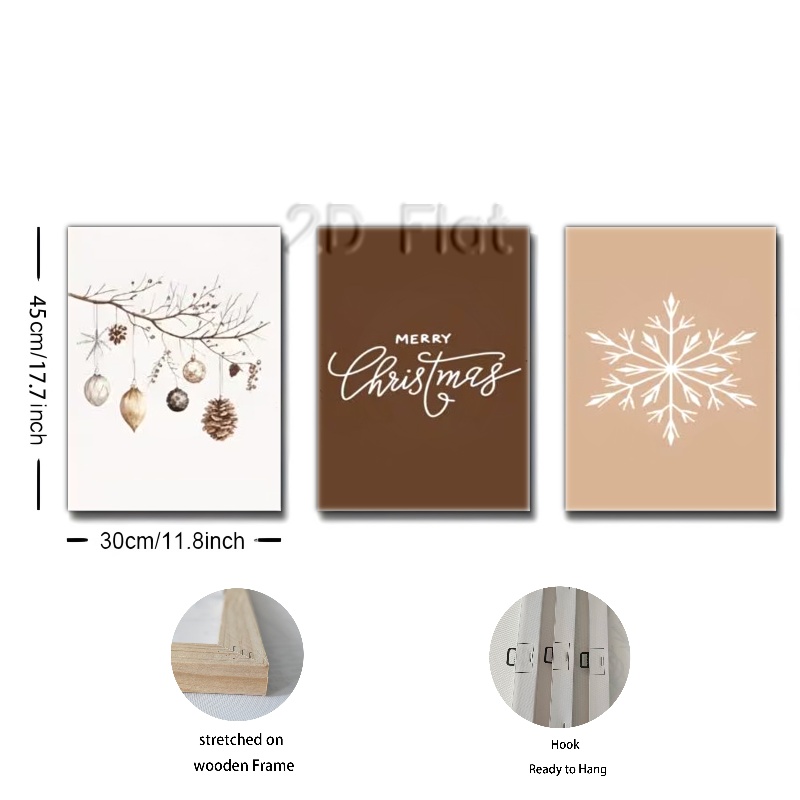 2D Flat
45cm/17.7inch
MERRY
Christmas
30cm/11.8inch
stretched on
wooden Frame
Hook
Ready to Hang